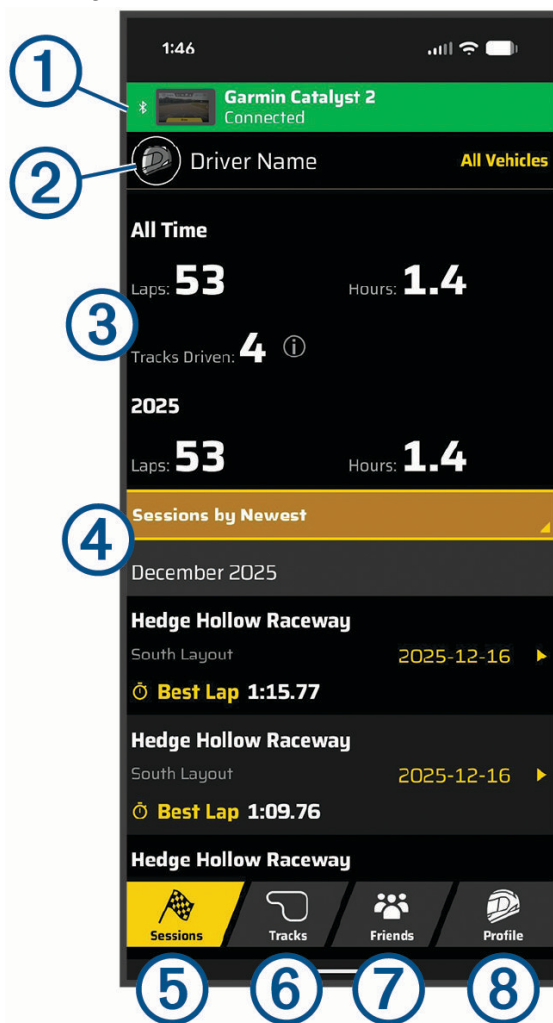 1:46
1
Garmin Catalyst 2
Connected
2
Driver Name All Vehicles
All Time
Laps: 53 Hours: 1.4
3
Tracks Driven: 4
2025
Laps: 53 Hours: 1.4
4
Sessions by Newest
December 2025
Hedge Hollow Raceway
South Layout 2025-12-16
Best Lap 1:15.77
Hedge Hollow Raceway
South Layout 2025-12-16
Best Lap 1:09.76
Hedge Hollow Raceway
Sessions Tracks Friends Profile
5 6 7 8